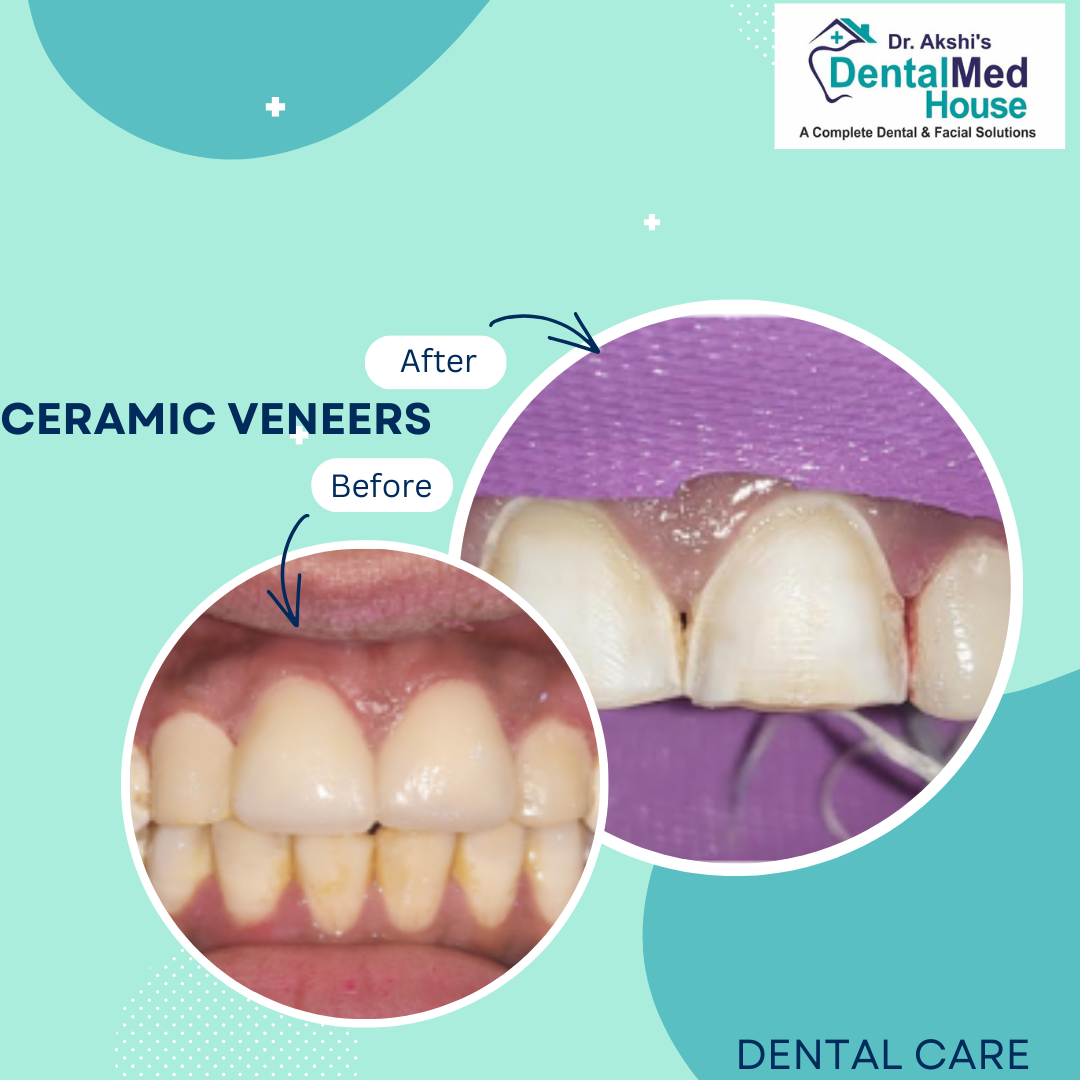 Dr. Akshi's
DentalMed
House
A Complete Dental & Facial Solutions
After
CERAMIC VENEERS
Before
DENTAL CARE